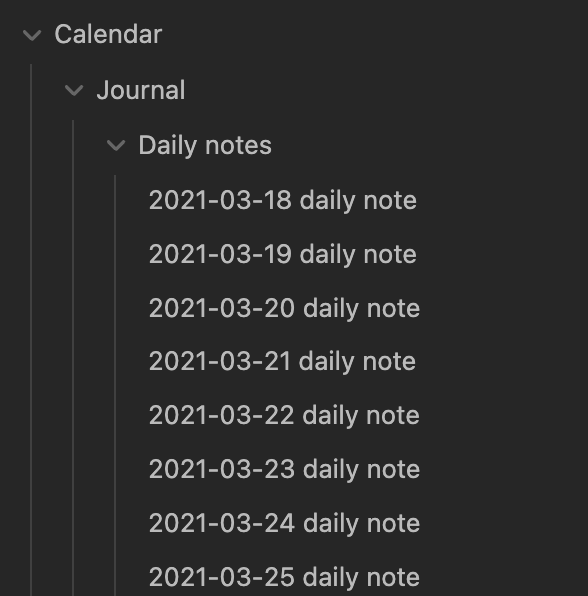 Calendar
Journal
Daily notes
2021-03-18 daily note
2021-03-19 daily note
2021-03-20 daily note
2021-03-21 daily note
2021-03-22 daily note
2021-03-23 daily note
2021-03-24 daily note
2021-03-25 daily note